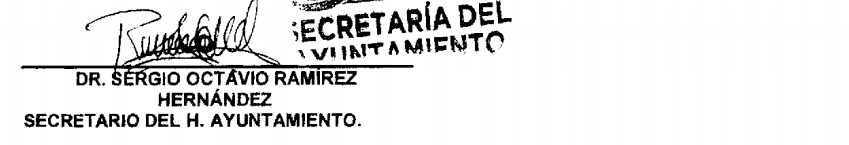 SECRETARÍA DEL
AYUNTAMIENTO
DR. SERGIO OCTAVIO RAMÍREZ
HERNÁNDEZ
SECRETARIO DEL H. AYUNTAMIENTO.